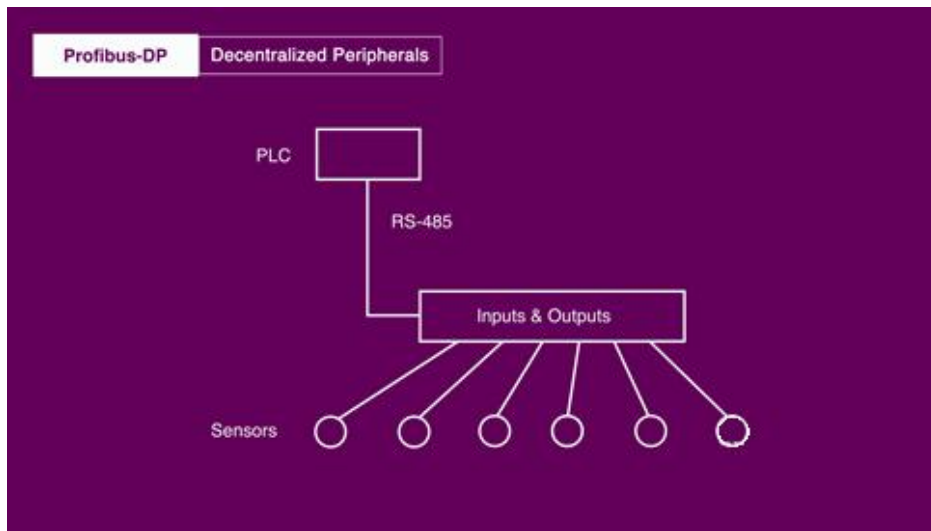 Profibus-DP Decentralized Peripherals
PLC
RS-485
Inputs & Outputs
Sensors